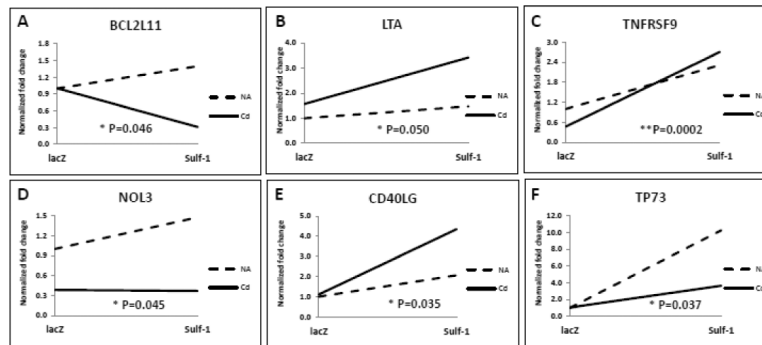 A
BCL2L11
Normalized fold change
1.8
1.5
1.2
0.9
0.6
0.3
0.0
NA
Cd
* P=0.046
lacZ
Sulf-1
B
LTA
Normalized fold change
4.0
3.0
2.0
1.0
0.0
NA
Cd
* P=0.050
lacZ
Sulf-1
C
TNFRSF9
Normalized fold change
3.0
2.4
1.8
1.2
0.6
0.0
NA
Cd
**P=0.0002
lacZ
Sulf-1
D
NOL3
Normalized fold change
1.5
1.2
0.9
0.6
0.3
0.0
NA
Cd
* P=0.045
lacZ
Sulf-1
E
CD40LG
Normalized fold change
5.0
4.0
3.0
2.0
1.0
0.0
NA
Cd
* P=0.035
lacZ
Sulf-1
F
TP73
Normalized fold change
12.0
10.0
8.0
6.0
4.0
2.0
0.0
NA
Cd
* P=0.037
lacZ
Sulf-1